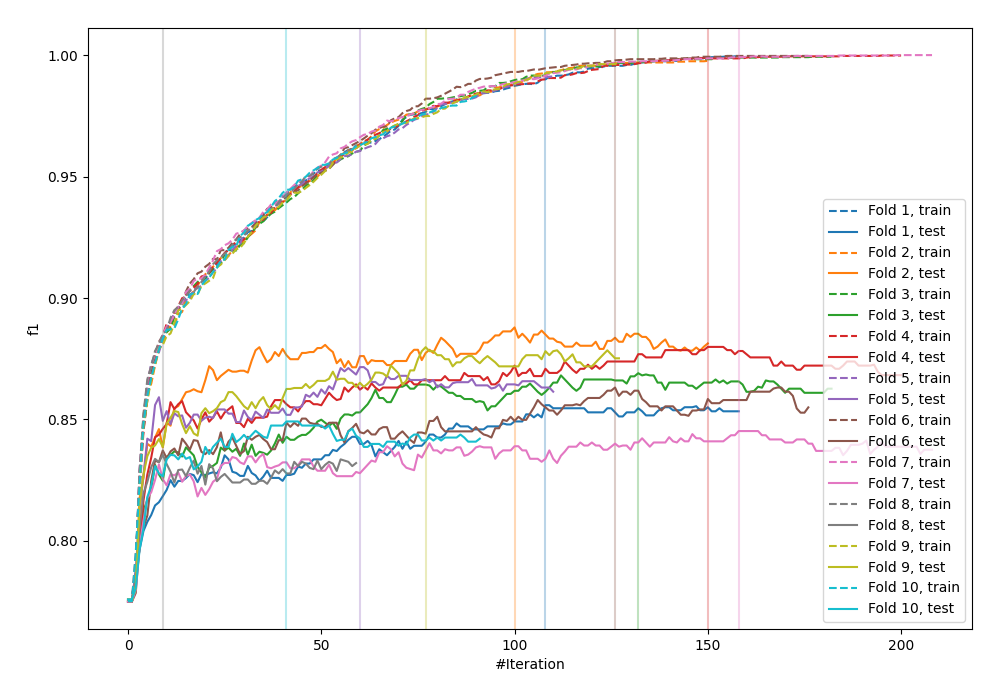 1.00
0.95
0.90
0.85
0.80
f1
0
50
100
150
200
#Iteration
Fold 1, train
Fold 1, test
Fold 2, train
Fold 2, test
Fold 3, train
Fold 3, test
Fold 4, train
Fold 4, test
Fold 5, train
Fold 5, test
Fold 6, train
Fold 6, test
Fold 7, train
Fold 7, test
Fold 8, train
Fold 8, test
Fold 9, train
Fold 9, test
Fold 10, train
Fold 10, test